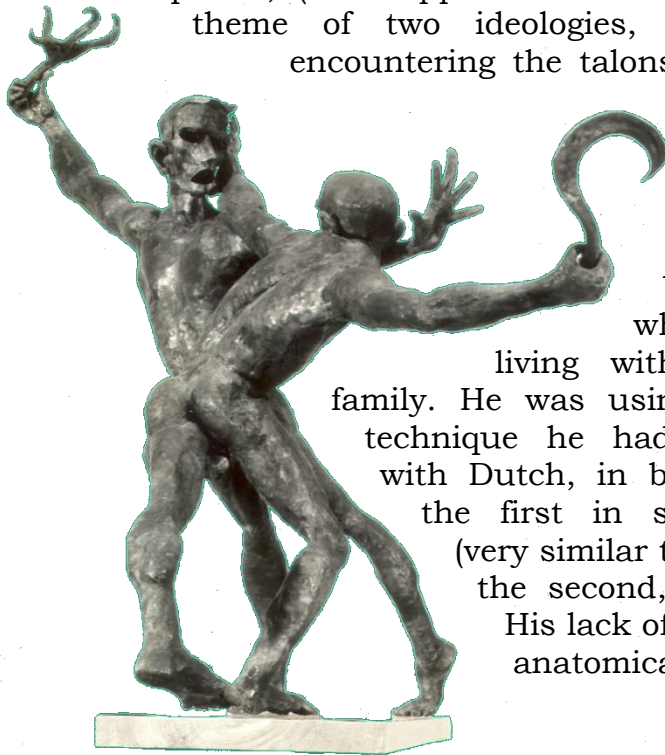 theme of two ideologies,
encountering the talons
living with
family. He was usin
technique he had
with Dutch, in b
the first in s
(very similar t
the second,
His lack of
anatomica